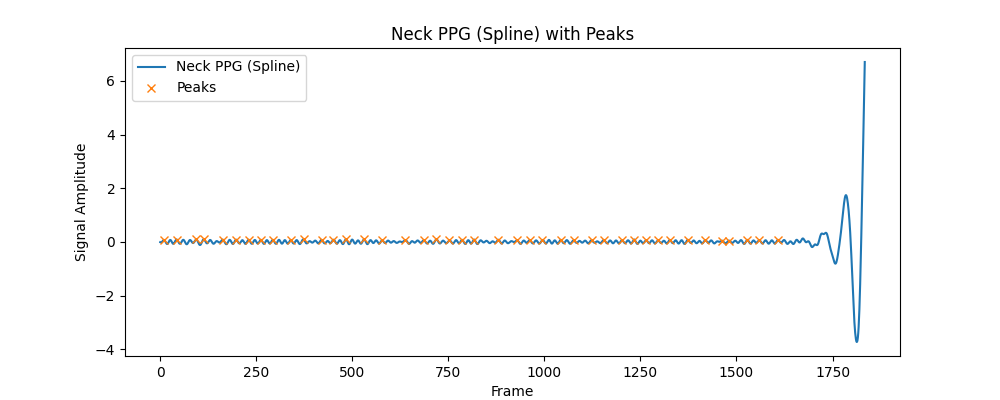 Neck PPG (Spline) with Peaks
Neck PPG (Spline)
Peaks
Signal Amplitude
6
4
2
0
−2
−4
0 250 500 750 1000 1250 1500 1750
Frame